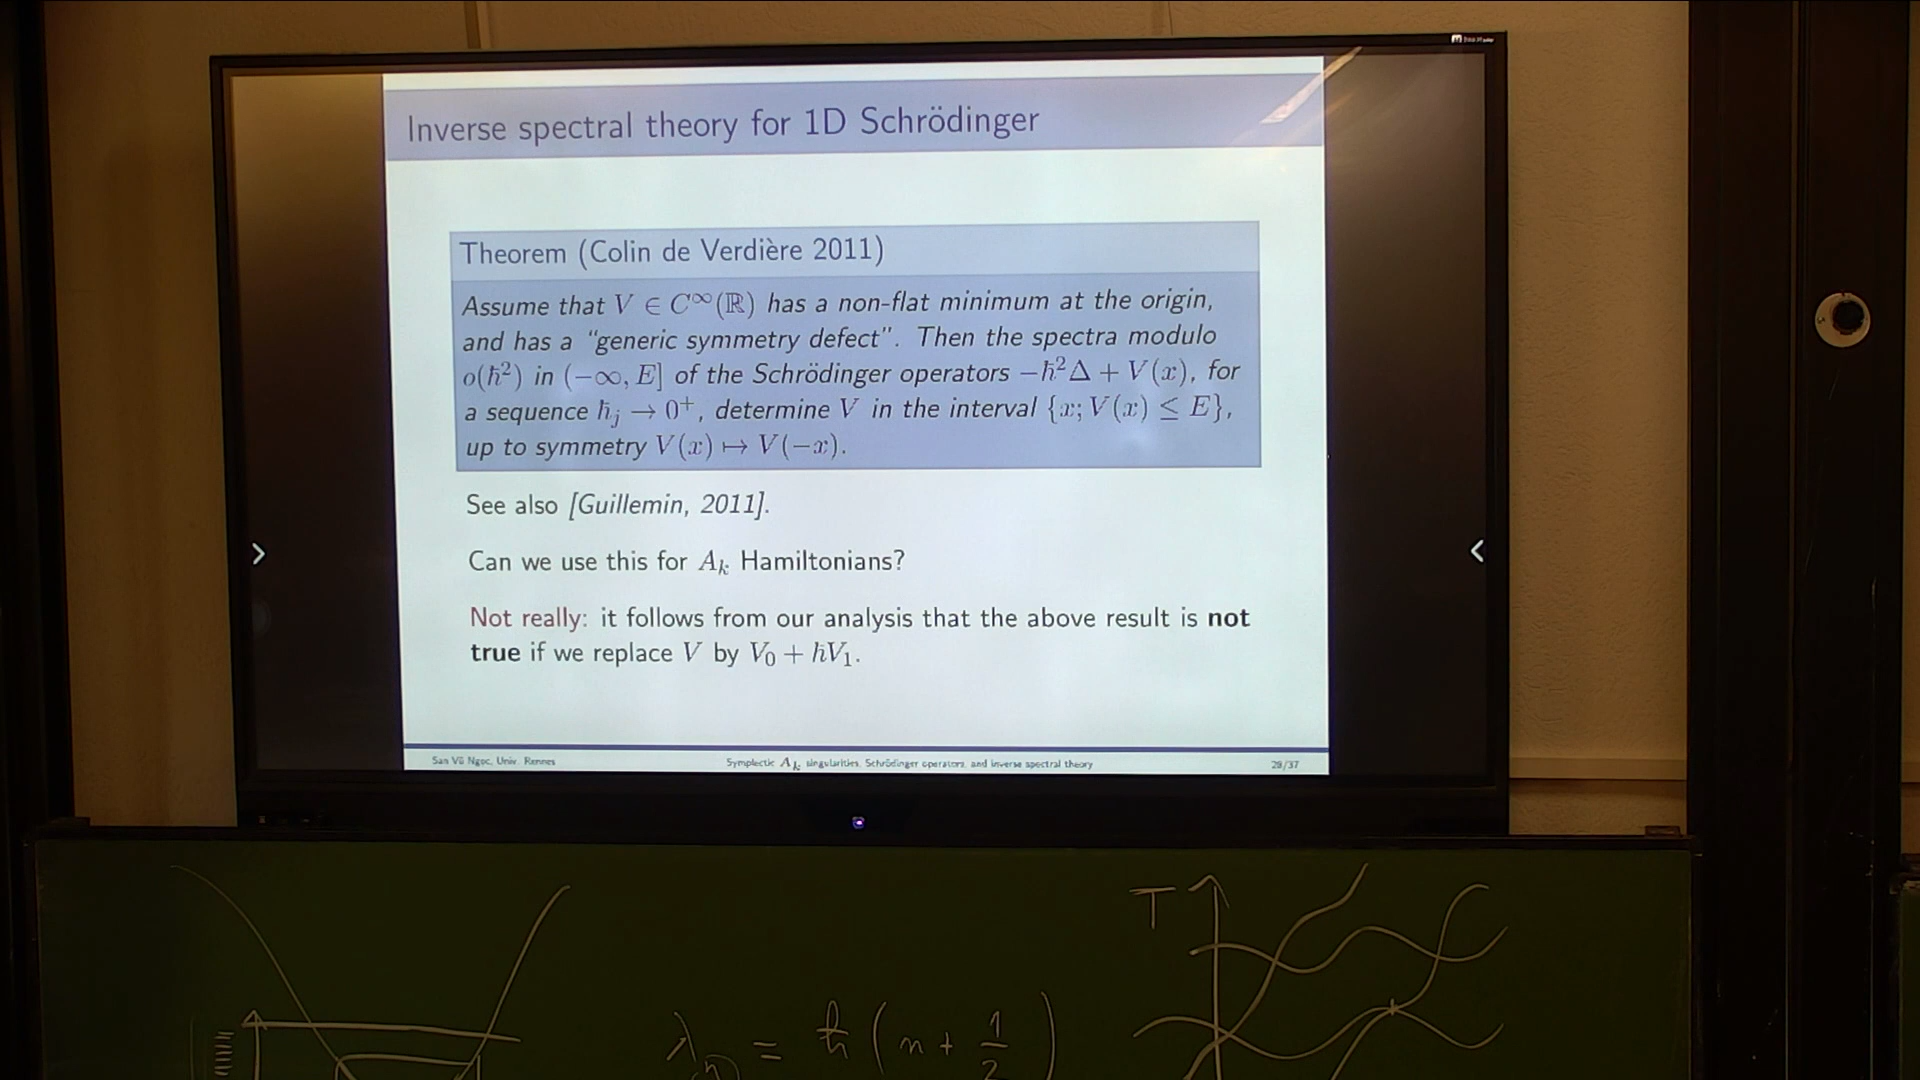 Inverse spectral theory for 1D Schrödinger
Theorem (Colin de Verdière 2011)
Assume that V ∈ C^∞(ℝ) has a non-flat minimum at the origin,
and has a “generic symmetry defect”. Then the spectra modulo
o(ħ²) in (−∞, E] of the Schrödinger operators −ħ²Δ + V(x), for
a sequence ħ_j → 0⁺, determine V in the interval {x; V(x) ≤ E},
up to symmetry V(x) ↦ V(−x).
See also [Guillemin, 2011].
Can we use this for A_k Hamiltonians?
Not really: it follows from our analysis that the above result is not
true if we replace V by V₀ + ħV₁.
San Vũ Ngọc, Univ. Rennes
Symplectic A_k singularities, Schrödinger operators, and inverse spectral theory
28/37
T
λ_n = ħ(n + 1/2)